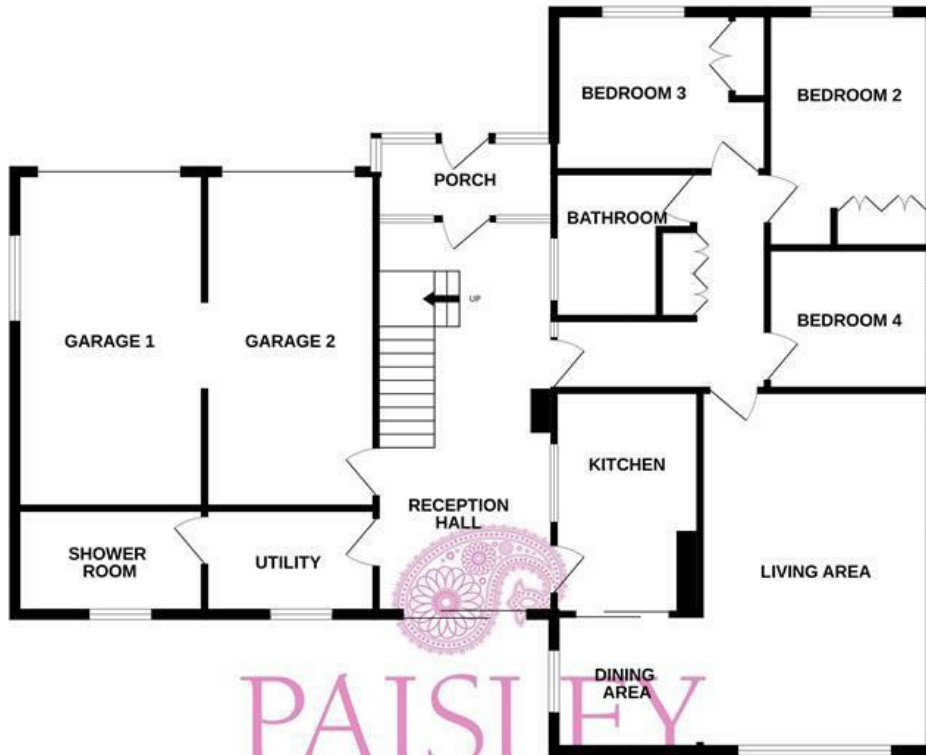 BEDROOM 3
BEDROOM 2
PORCH
BATHROOM
UP
BEDROOM 4
GARAGE 1
GARAGE 2
KITCHEN
RECEPTION
HALL
SHOWER
ROOM
UTILITY
LIVING AREA
DINING
AREA
PAISLEY